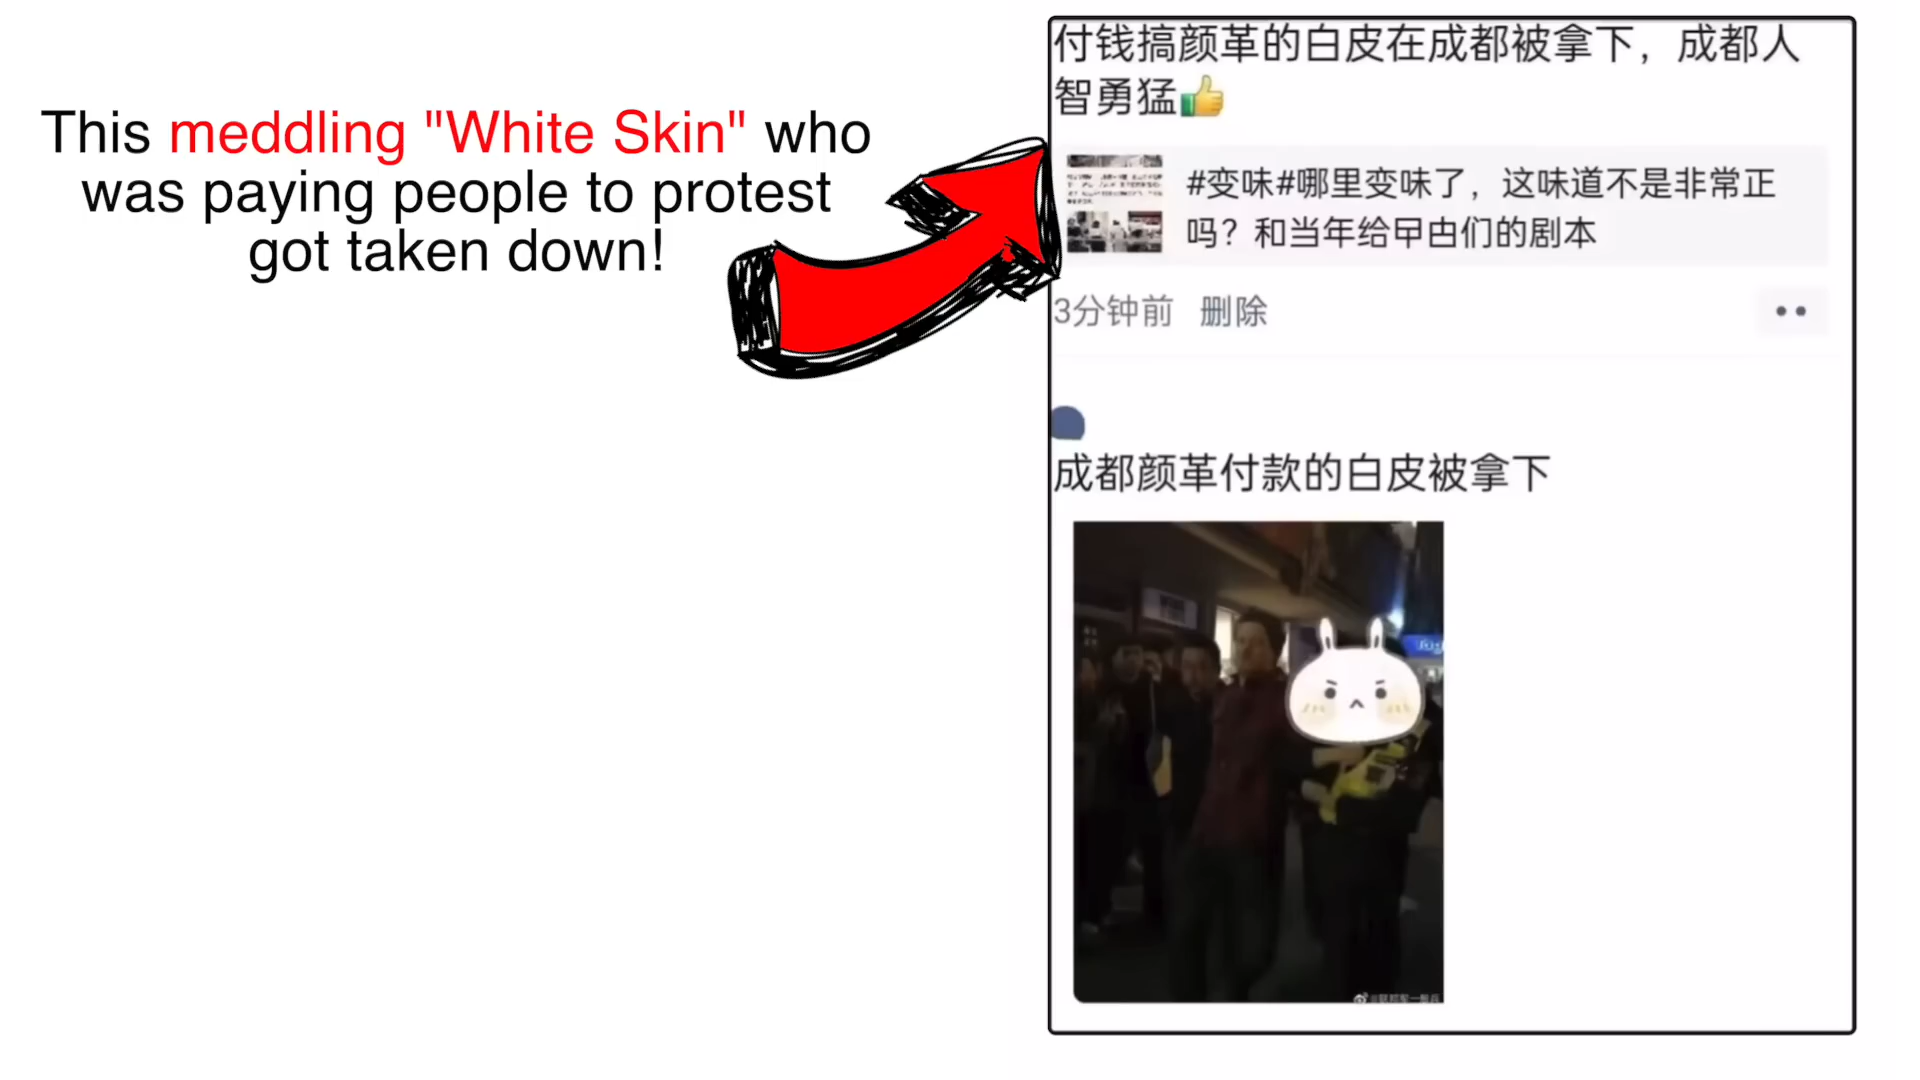 This meddling "White Skin" who
was paying people to protest
got taken down!
付钱搞颜革的白皮在成都被拿下，成都人
智勇猛👍
#变味#哪里变味了，这味道不是非常正
吗？和当年给曱甴们的剧本
3分钟前 删除
成都颜革付款的白皮被拿下